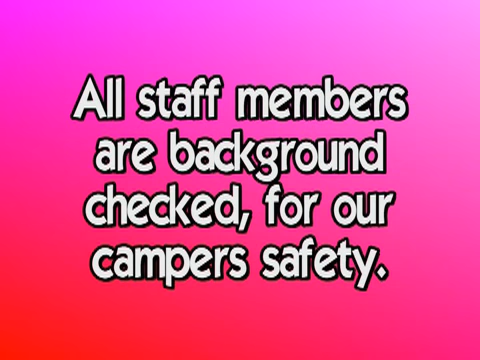 All staff members
are background
checked, for our
campers safety.